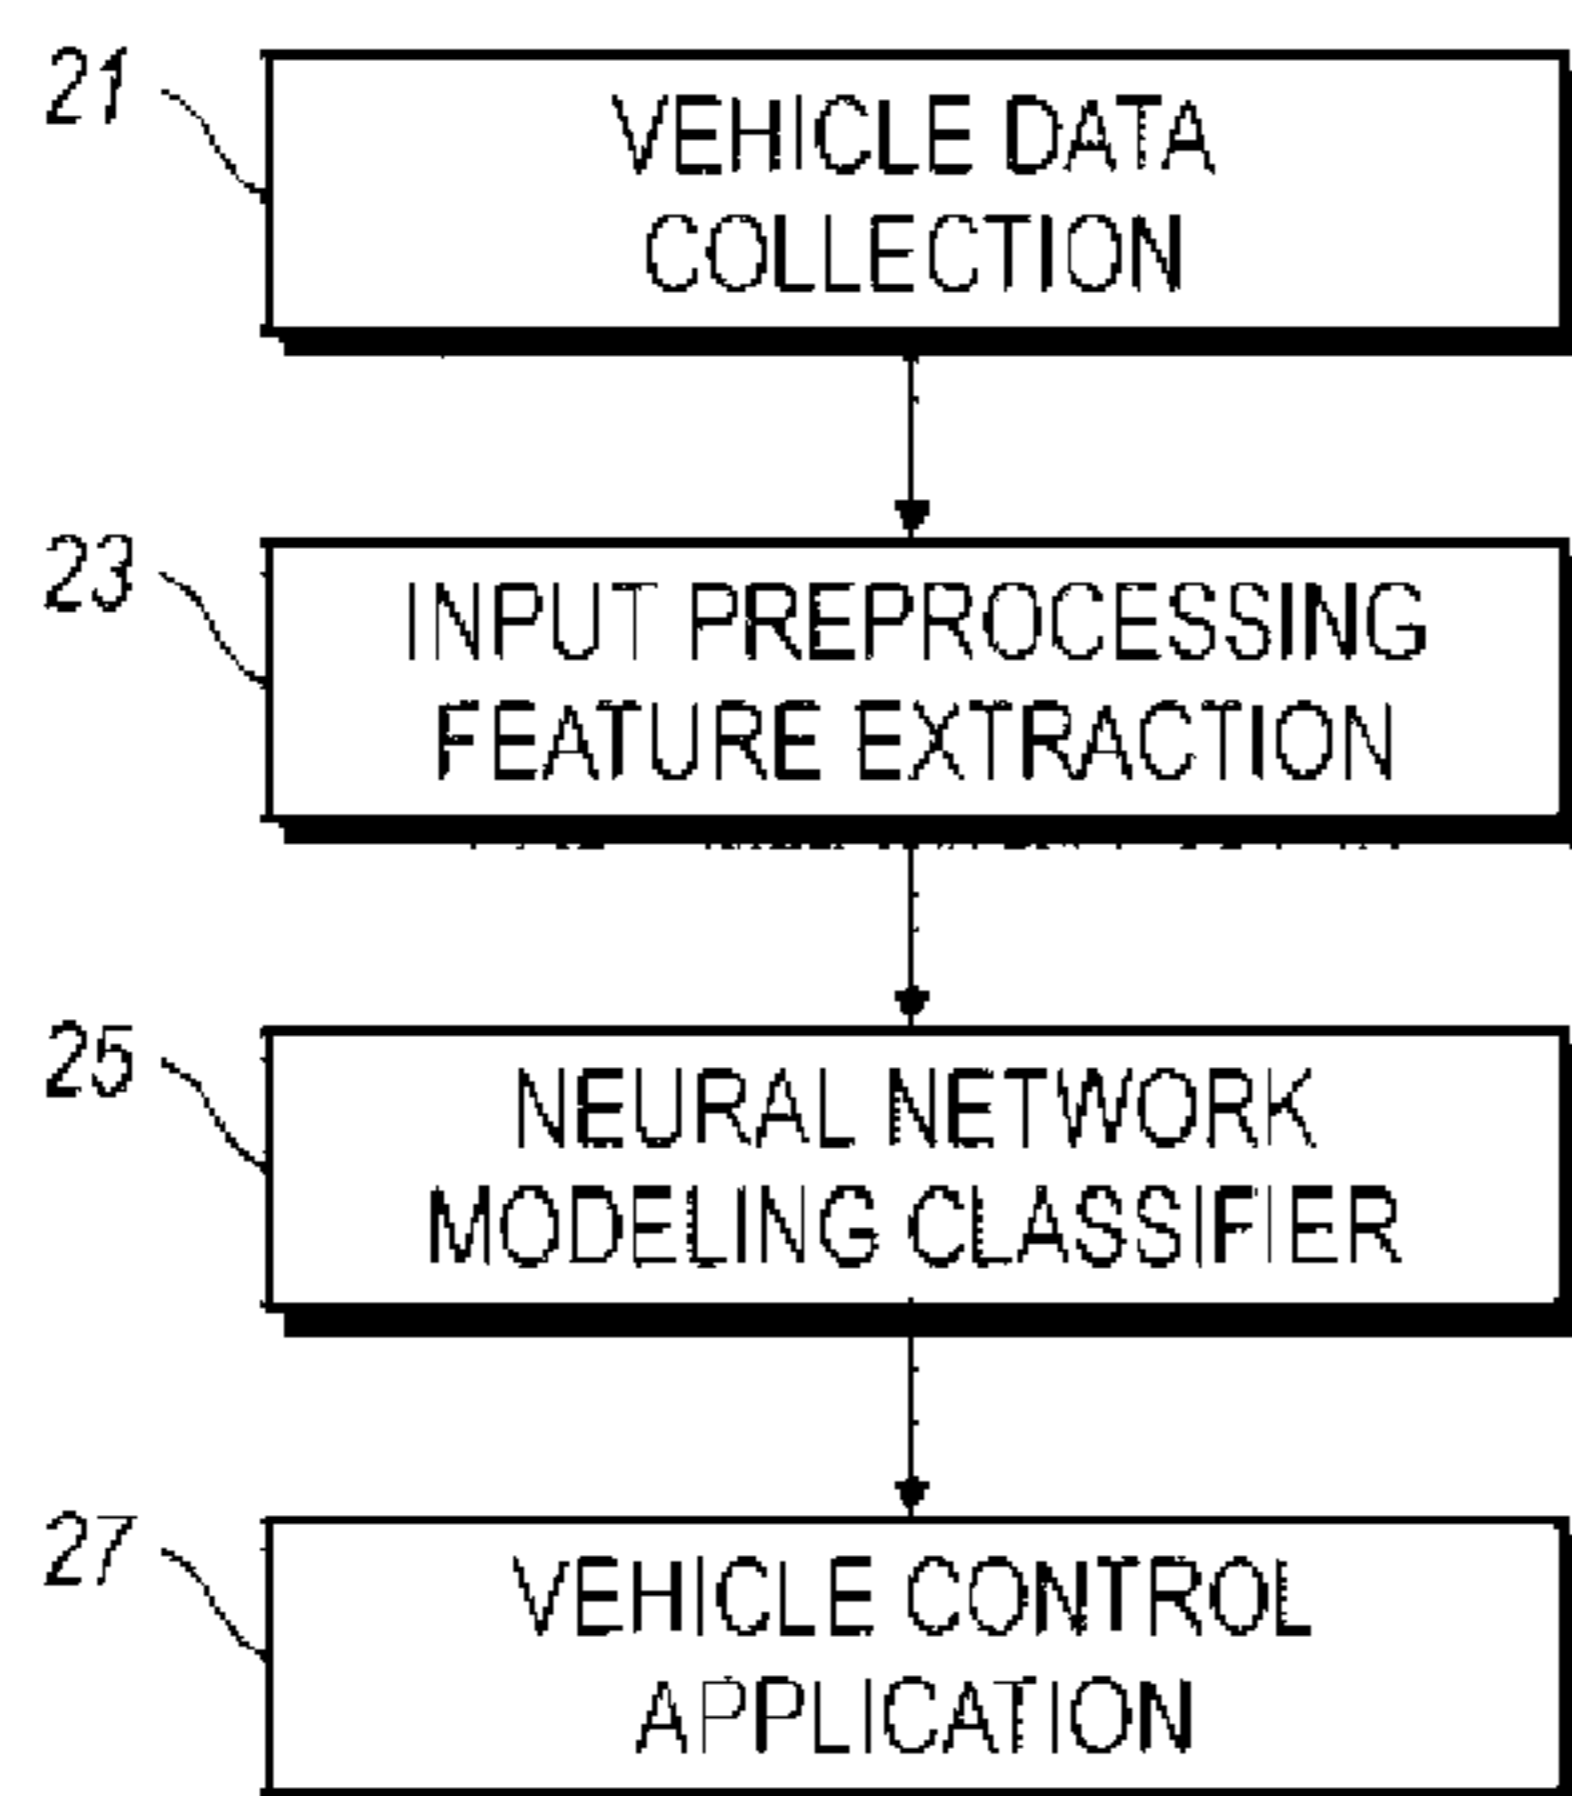 21
VEHICLE DATA
COLLECTION
23
INPUT PREPROCESSING
FEATURE EXTRACTION
25
NEURAL NETWORK
MODELING CLASSIFIER
27
VEHICLE CONTROL
APPLICATION